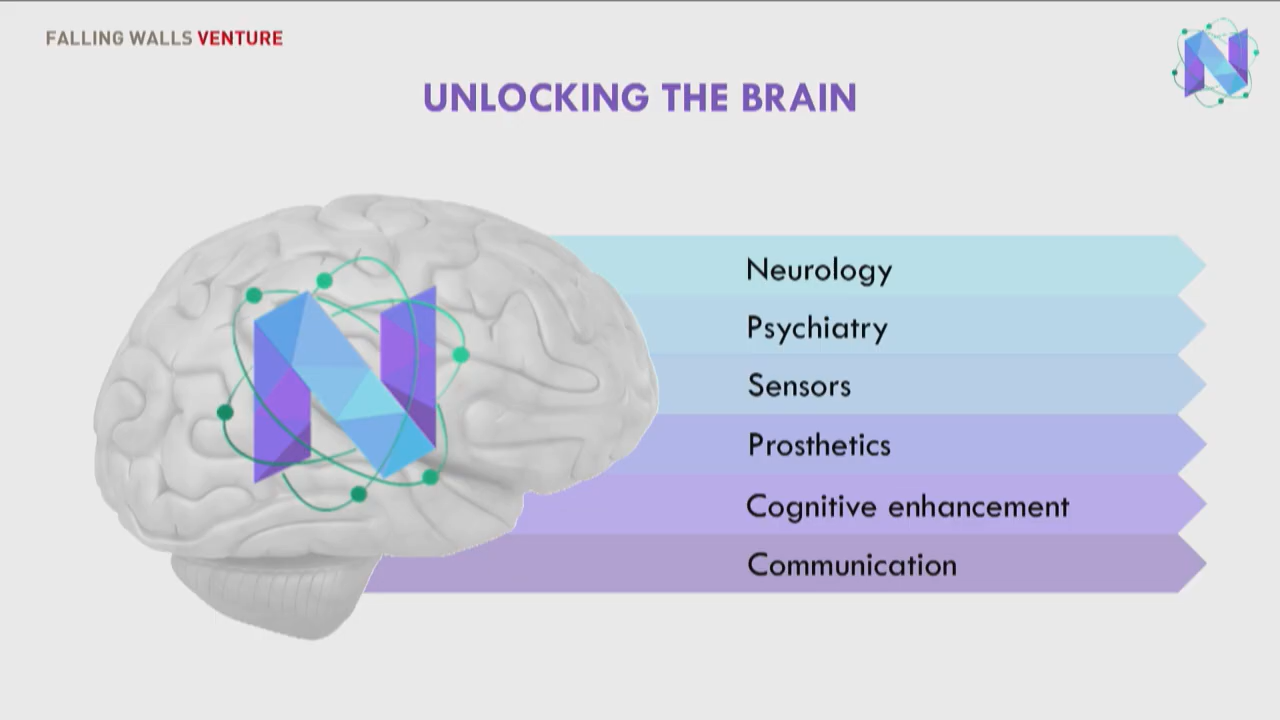 FALLING WALLS VENTURE
UNLOCKING THE BRAIN
Neurology
Psychiatry
Sensors
Prosthetics
Cognitive enhancement
Communication